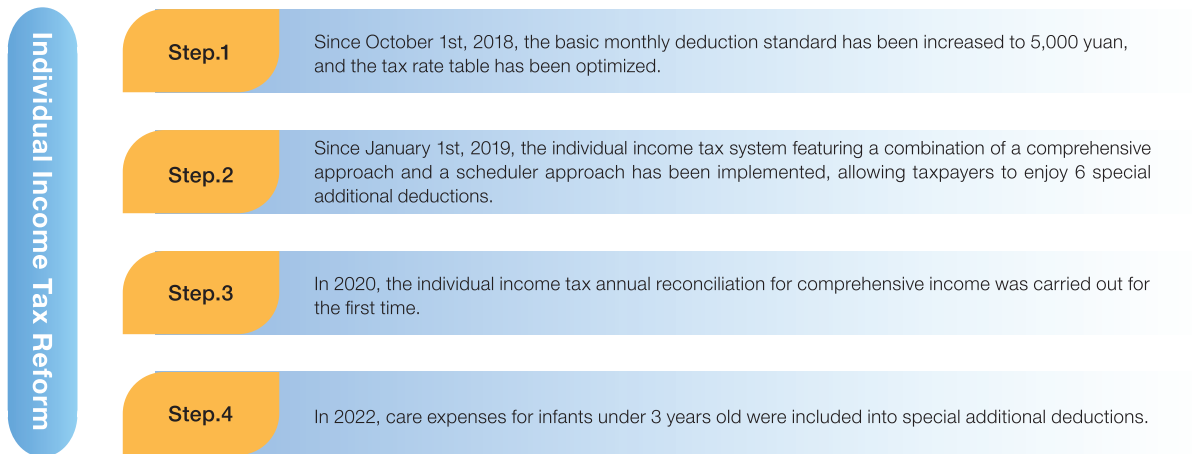 Individual Income Tax Reform
Step.1
Since October 1st, 2018, the basic monthly deduction standard has been increased to 5,000 yuan,
and the tax rate table has been optimized.
Step.2
Since January 1st, 2019, the individual income tax system featuring a combination of a comprehensive
approach and a scheduler approach has been implemented, allowing taxpayers to enjoy 6 special
additional deductions.
Step.3
In 2020, the individual income tax annual reconciliation for comprehensive income was carried out for
the first time.
Step.4
In 2022, care expenses for infants under 3 years old were included into special additional deductions.